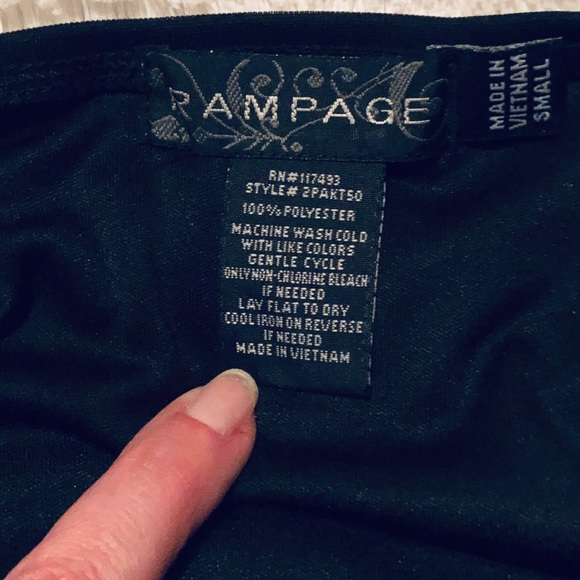 RAMPAGE
MADE IN
VIETNAM
SMALL
RN#117493
STYLE# 2PAKT50
100% POLYESTER
MACHINE WASH COLD
WITH LIKE COLORS
GENTLE CYCLE
ONLY NON-CHLORINE BLEACH
IF NEEDED
LAY FLAT TO DRY
COOL IRON ON REVERSE
IF NEEDED
MADE IN VIETNAM